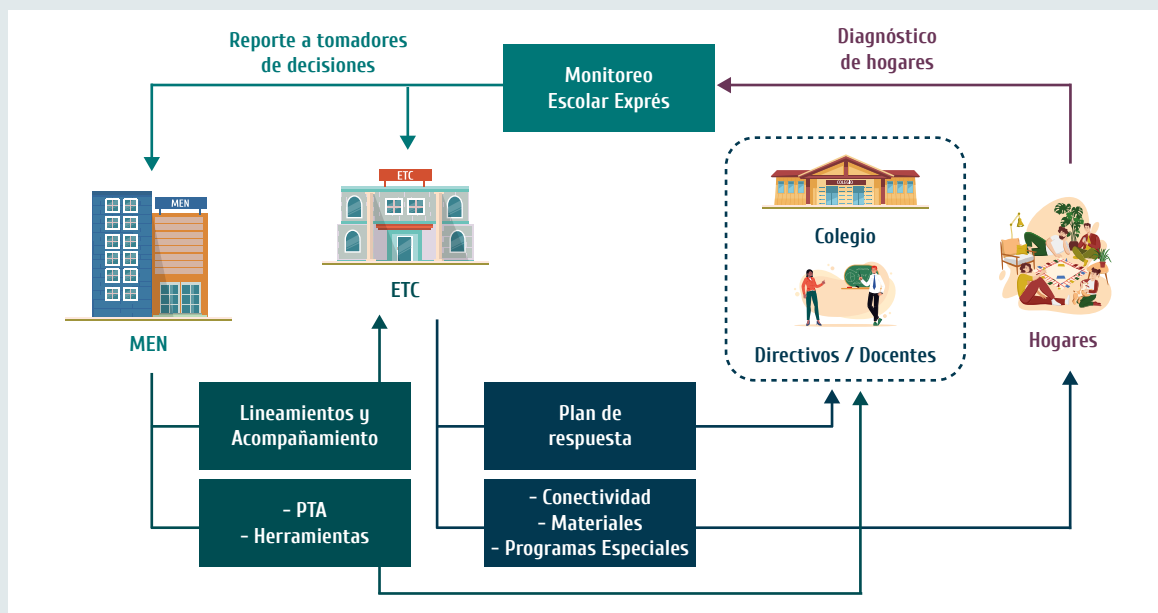 Reporte a tomadores
de decisiones
Monitoreo
Escolar Exprés
Diagnóstico
de hogares
MEN
ETC
COLEGIO
MEN
ETC
Colegio
Directivos / Docentes
Hogares
Lineamientos y
Acompañamiento
- PTA
- Herramientas
Plan de
respuesta
- Conectividad
- Materiales
- Programas Especiales